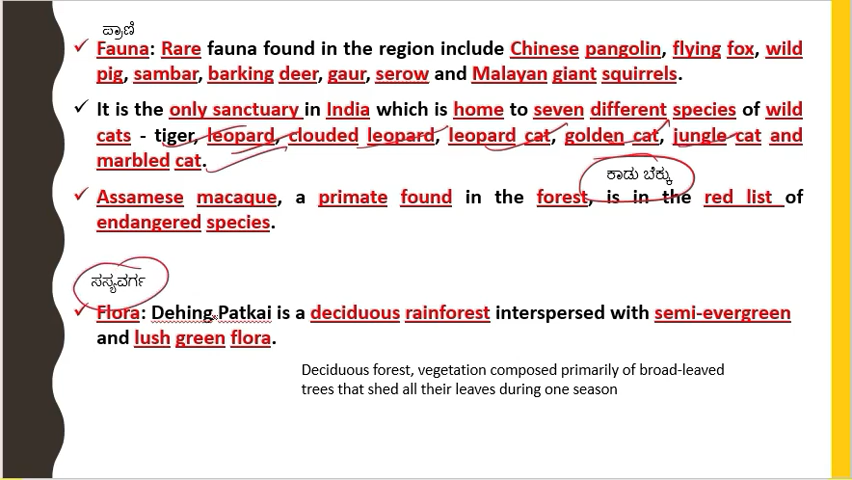 ಪ್ರಾಣಿ
Fauna: Rare fauna found in the region include Chinese pangolin, flying fox, wild
pig, sambar, barking deer, gaur, serow and Malayan giant squirrels.
It is the only sanctuary in India which is home to seven different species of wild
cats - tiger, leopard, clouded leopard, leopard cat, golden cat, jungle cat and
marbled cat.
ಕಾಡು ಬೆಕ್ಕು
Assamese macaque, a primate found in the forest, is in the red list of
endangered species.
ಸಸ್ಯವರ್ಗ
Flora: Dehing Patkai is a deciduous rainforest interspersed with semi-evergreen
and lush green flora.
Deciduous forest, vegetation composed primarily of broad-leaved
trees that shed all their leaves during one season